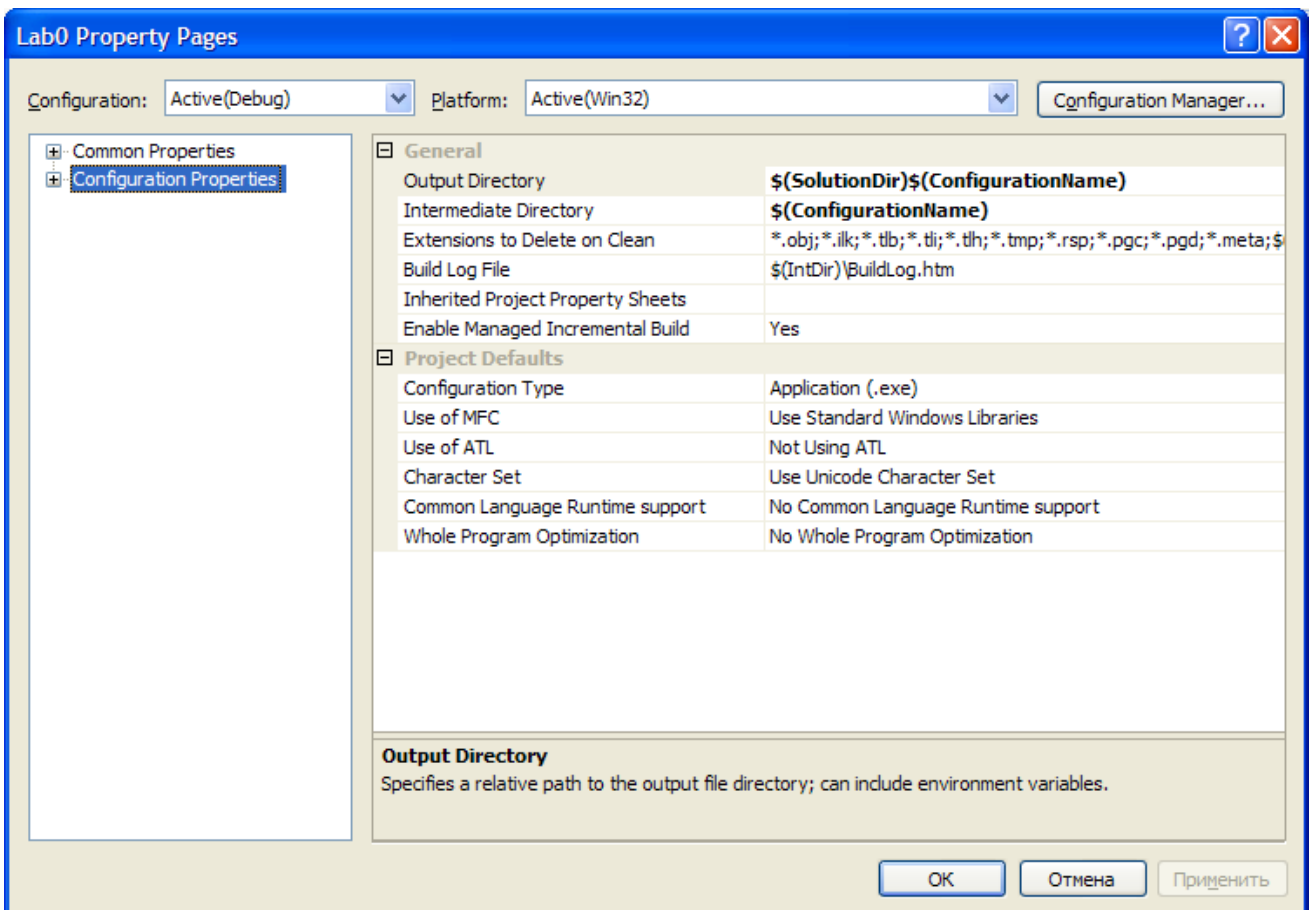 Lab0 Property Pages
Configuration: Active(Debug) Platform: Active(Win32) Configuration Manager...
Common Properties
Configuration Properties
General
Output Directory $(SolutionDir)$(ConfigurationName)
Intermediate Directory $(ConfigurationName)
Extensions to Delete on Clean *.obj;*.ilk;*.tlb;*.tli;*.tlh;*.tmp;*.rsp;*.pgc;*.pgd;*.meta;$(
Build Log File $(IntDir)\BuildLog.htm
Inherited Project Property Sheets
Enable Managed Incremental Build Yes
Project Defaults
Configuration Type Application (.exe)
Use of MFC Use Standard Windows Libraries
Use of ATL Not Using ATL
Character Set Use Unicode Character Set
Common Language Runtime support No Common Language Runtime support
Whole Program Optimization No Whole Program Optimization
Output Directory
Specifies a relative path to the output file directory; can include environment variables.
OK Отмена Применить